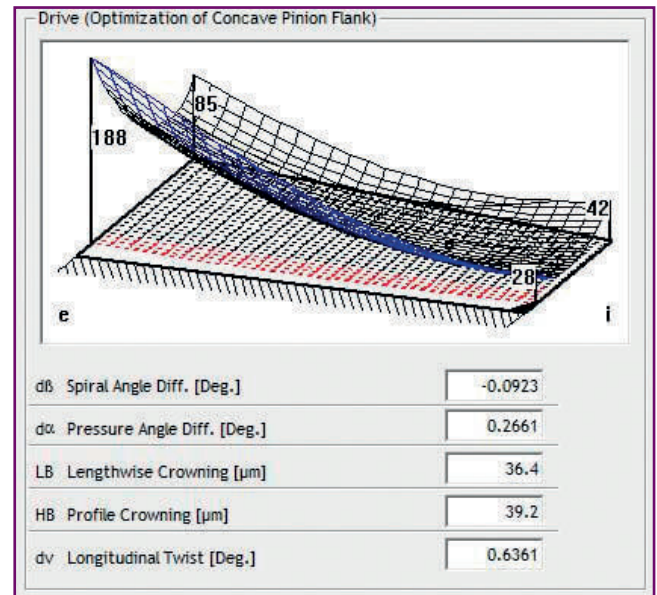 Drive (Optimization of Concave Pinion Flank)
85
188
42
28
e
i
dß Spiral Angle Diff. [Deg.] -0.0923
dα Pressure Angle Diff. [Deg.] 0.2661
LB Lengthwise Crowning [µm] 36.4
HB Profile Crowning [µm] 39.2
dv Longitudinal Twist [Deg.] 0.6361